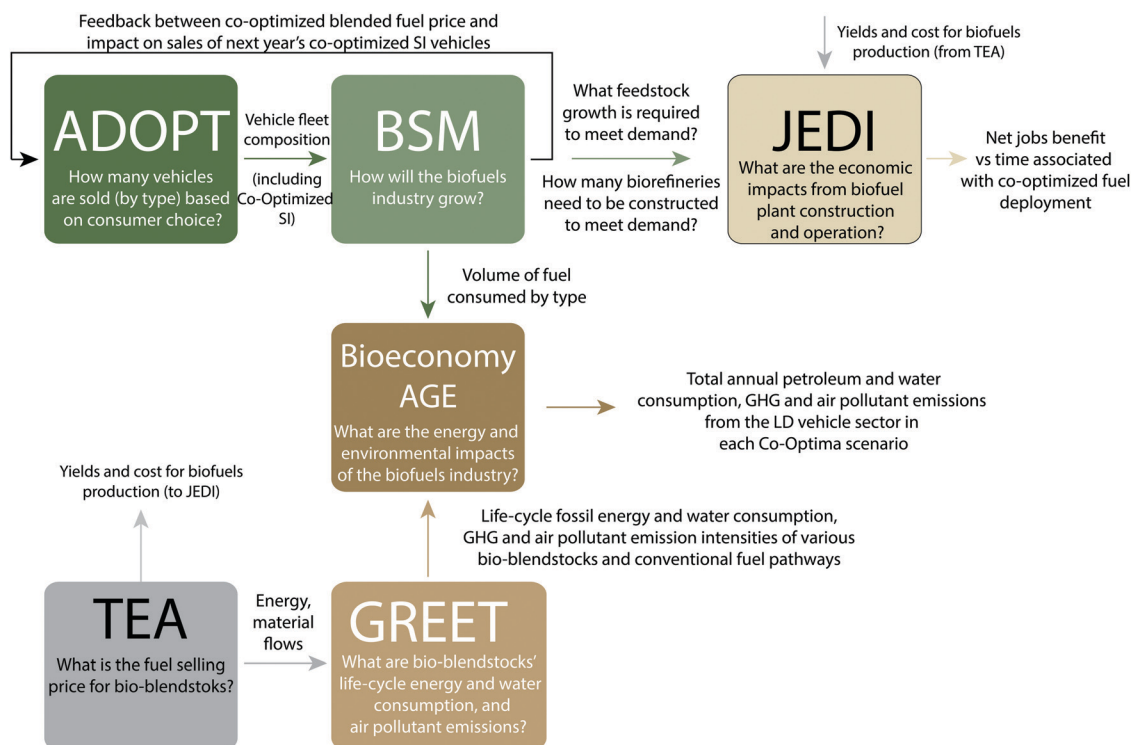 Feedback between co-optimized blended fuel price and
impact on sales of next year's co-optimized SI vehicles
ADOPT
How many vehicles
are sold (by type) based
on consumer choice?
Vehicle fleet
composition
(including
Co-Optimized
SI)
BSM
How will the biofuels
industry grow?
What feedstock
growth is required
to meet demand?
How many biorefineries
need to be constructed
to meet demand?
Yields and cost for biofuels
production (from TEA)
JEDI
What are the economic
impacts from biofuel
plant construction
and operation?
Net jobs benefit
vs time associated
with co-optimized fuel
deployment
Volume of fuel
consumed by type
Bioeconomy
AGE
What are the energy and
environmental impacts
of the biofuels industry?
Total annual petroleum and water
consumption, GHG and air pollutant emissions
from the LD vehicle sector in
each Co-Optima scenario
Yields and cost for biofuels
production (to JEDI)
Life-cycle fossil energy and water consumption,
GHG and air pollutant emission intensities of various
bio-blendstocks and conventional fuel pathways
TEA
What is the fuel selling
price for bio-blendstoks?
Energy,
material
flows
GREET
What are bio-blendstocks'
life-cycle energy and water
consumption, and
air pollutant emissions?